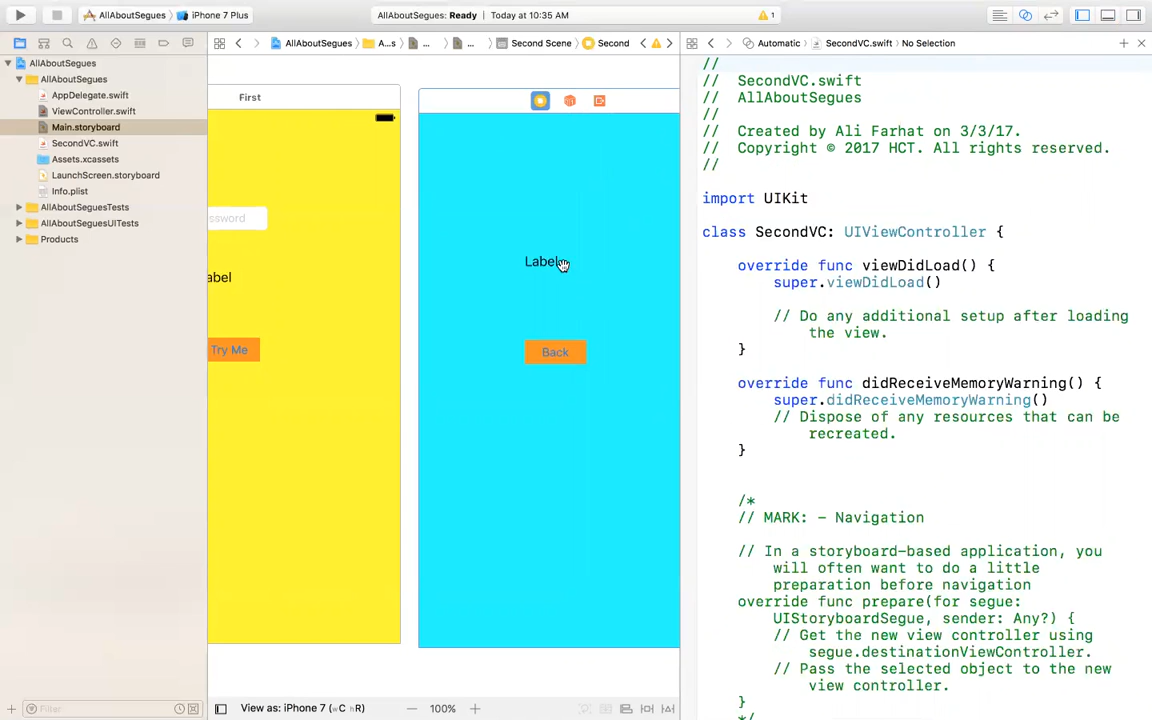 AllAboutSegues
iPhone 7 Plus
AllAboutSegues: Ready | Today at 10:35 AM
1
AllAboutSegues
A...s
...
...
Second Scene
Second
Automatic
SecondVC.swift
No Selection
AllAboutSegues
AllAboutSegues
AppDelegate.swift
ViewController.swift
Main.storyboard
SecondVC.swift
Assets.xcassets
LaunchScreen.storyboard
Info.plist
AllAboutSeguesTests
AllAboutSeguesUITests
Products
Filter
First
ssword
abel
Try Me
Label
Back
View as: iPhone 7 (wC hR)
100%
//
// SecondVC.swift
// AllAboutSegues
//
// Created by Ali Farhat on 3/3/17.
// Copyright © 2017 HCT. All rights reserved.
//
import UIKit
class SecondVC: UIViewController {
override func viewDidLoad() {
super.viewDidLoad()
// Do any additional setup after loading
the view.
}
override func didReceiveMemoryWarning() {
super.didReceiveMemoryWarning()
// Dispose of any resources that can be
recreated.
}
/*
// MARK: - Navigation
// In a storyboard-based application, you
will often want to do a little
preparation before navigation
override func prepare(for segue:
UIStoryboardSegue, sender: Any?) {
// Get the new view controller using
segue.destinationViewController.
// Pass the selected object to the new
view controller.
}
*/